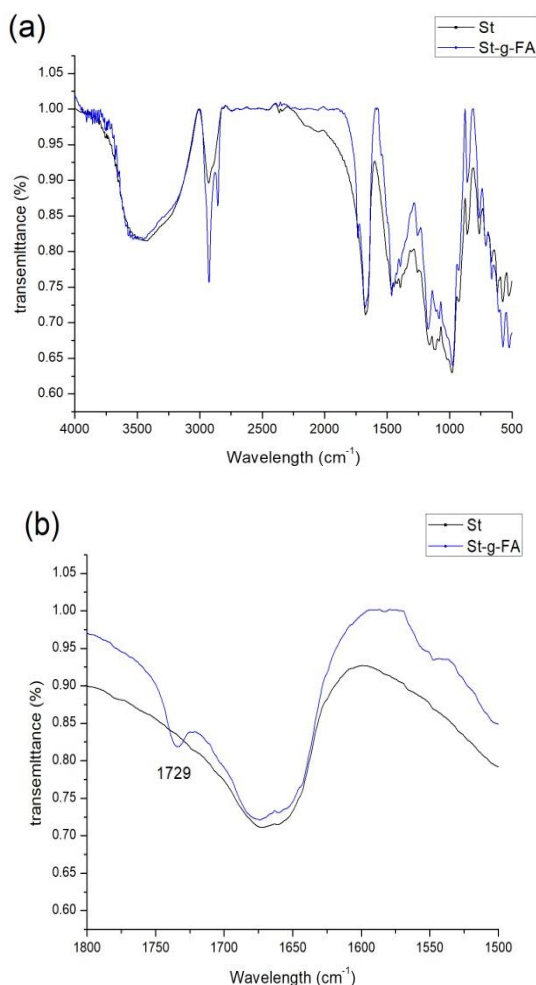 (a)
St
St-g-FA
1.05
1.00
0.95
0.90
0.85
0.80
0.75
0.70
0.65
0.60
transemittance (%)
4000 3500 3000 2500 2000 1500 1000 500
Wavelength (cm-1)
(b)
St
St-g-FA
1.05
1.00
0.95
0.90
0.85
0.80
0.75
0.70
0.65
0.60
transemittance (%)
1729
1800 1750 1700 1650 1600 1550 1500
Wavelength (cm-1)